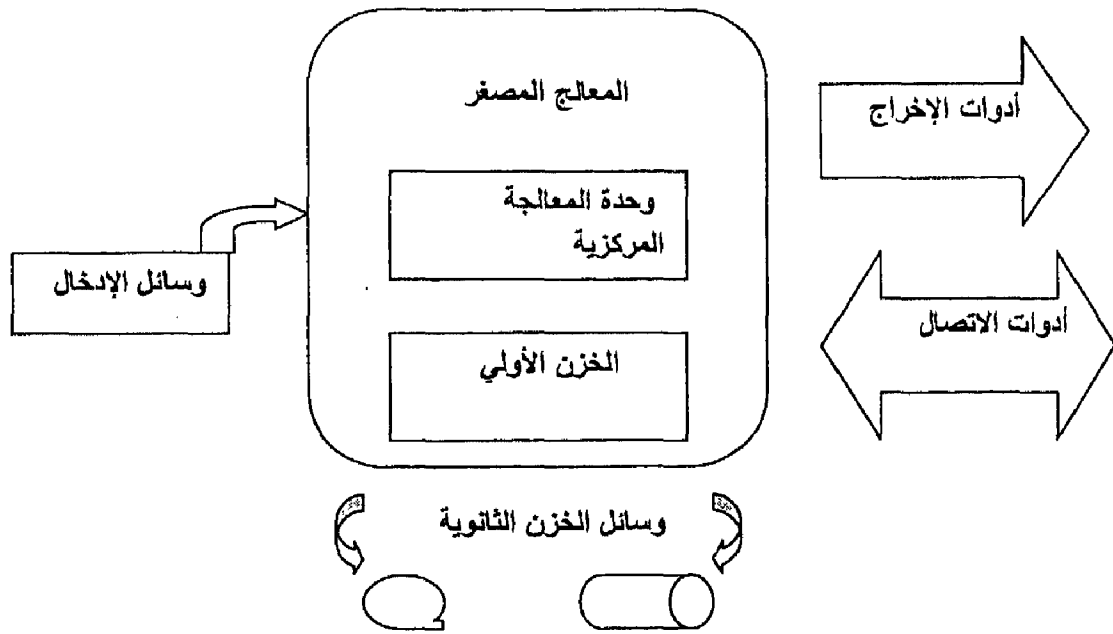 المعالج المصغر
أدوات الإخراج
وحدة المعالجة
المركزية
وسائل الإدخال
أدوات الاتصال
الخزن الأولي
وسائل الخزن الثانوية